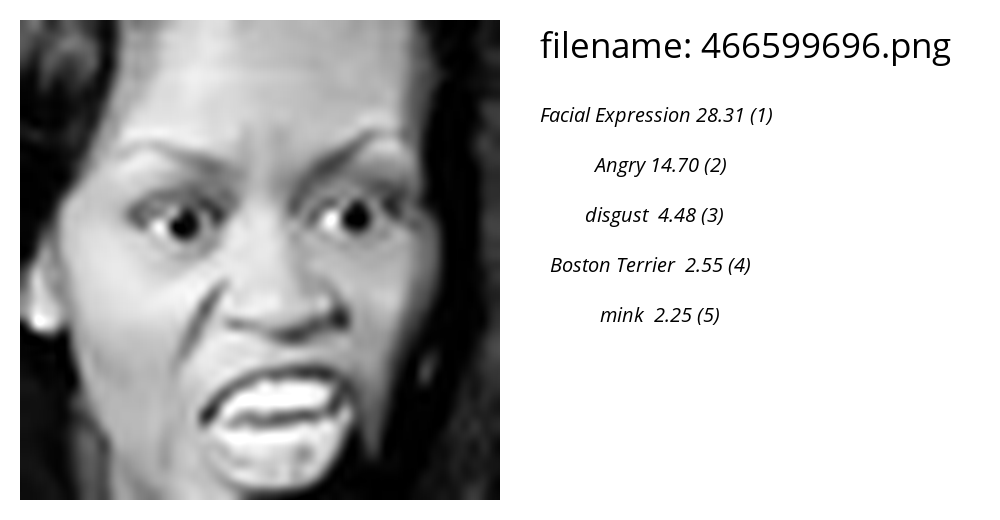 filename: 466599696.png
Facial Expression 28.31 (1)
Angry 14.70 (2)
disgust  4.48 (3)
Boston Terrier  2.55 (4)
mink  2.25 (5)